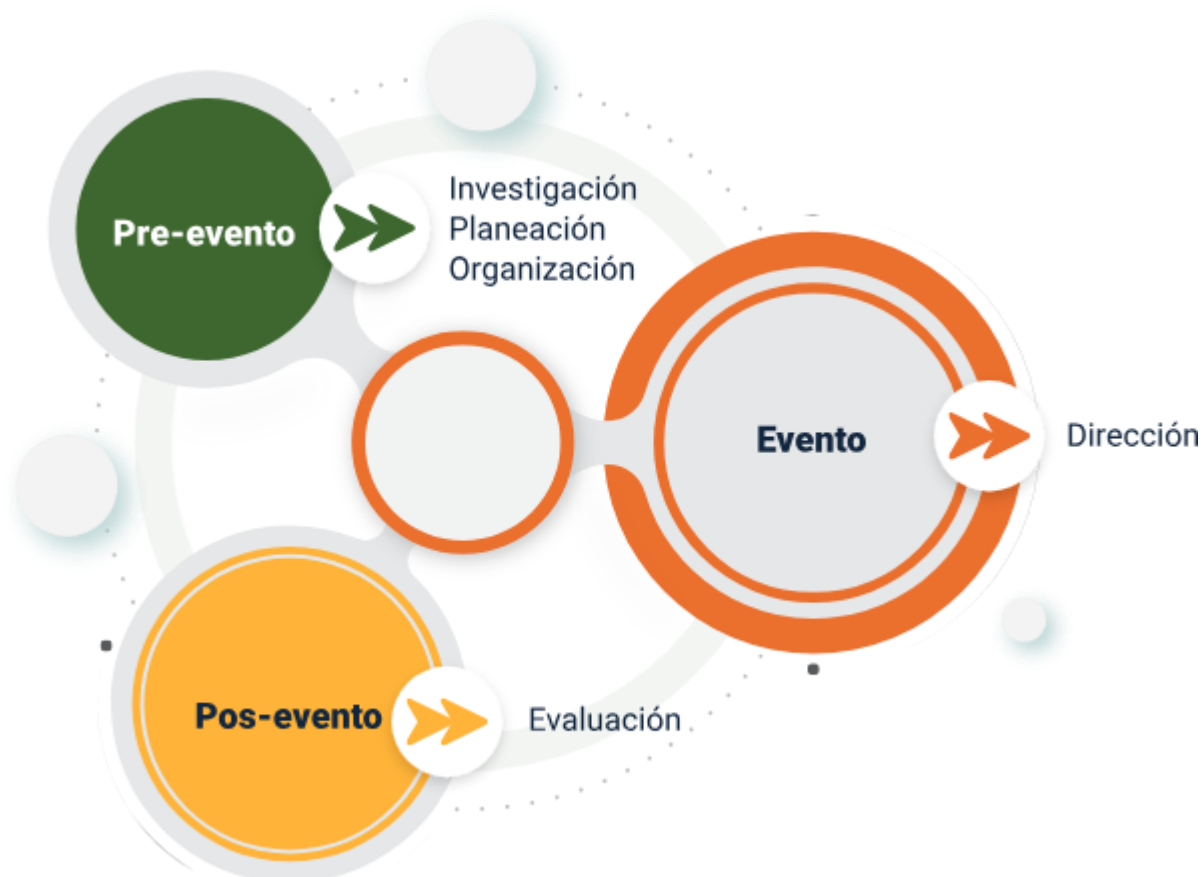 Pre-evento
Investigación
Planeación
Organización
Evento
Dirección
Pos-evento
Evaluación